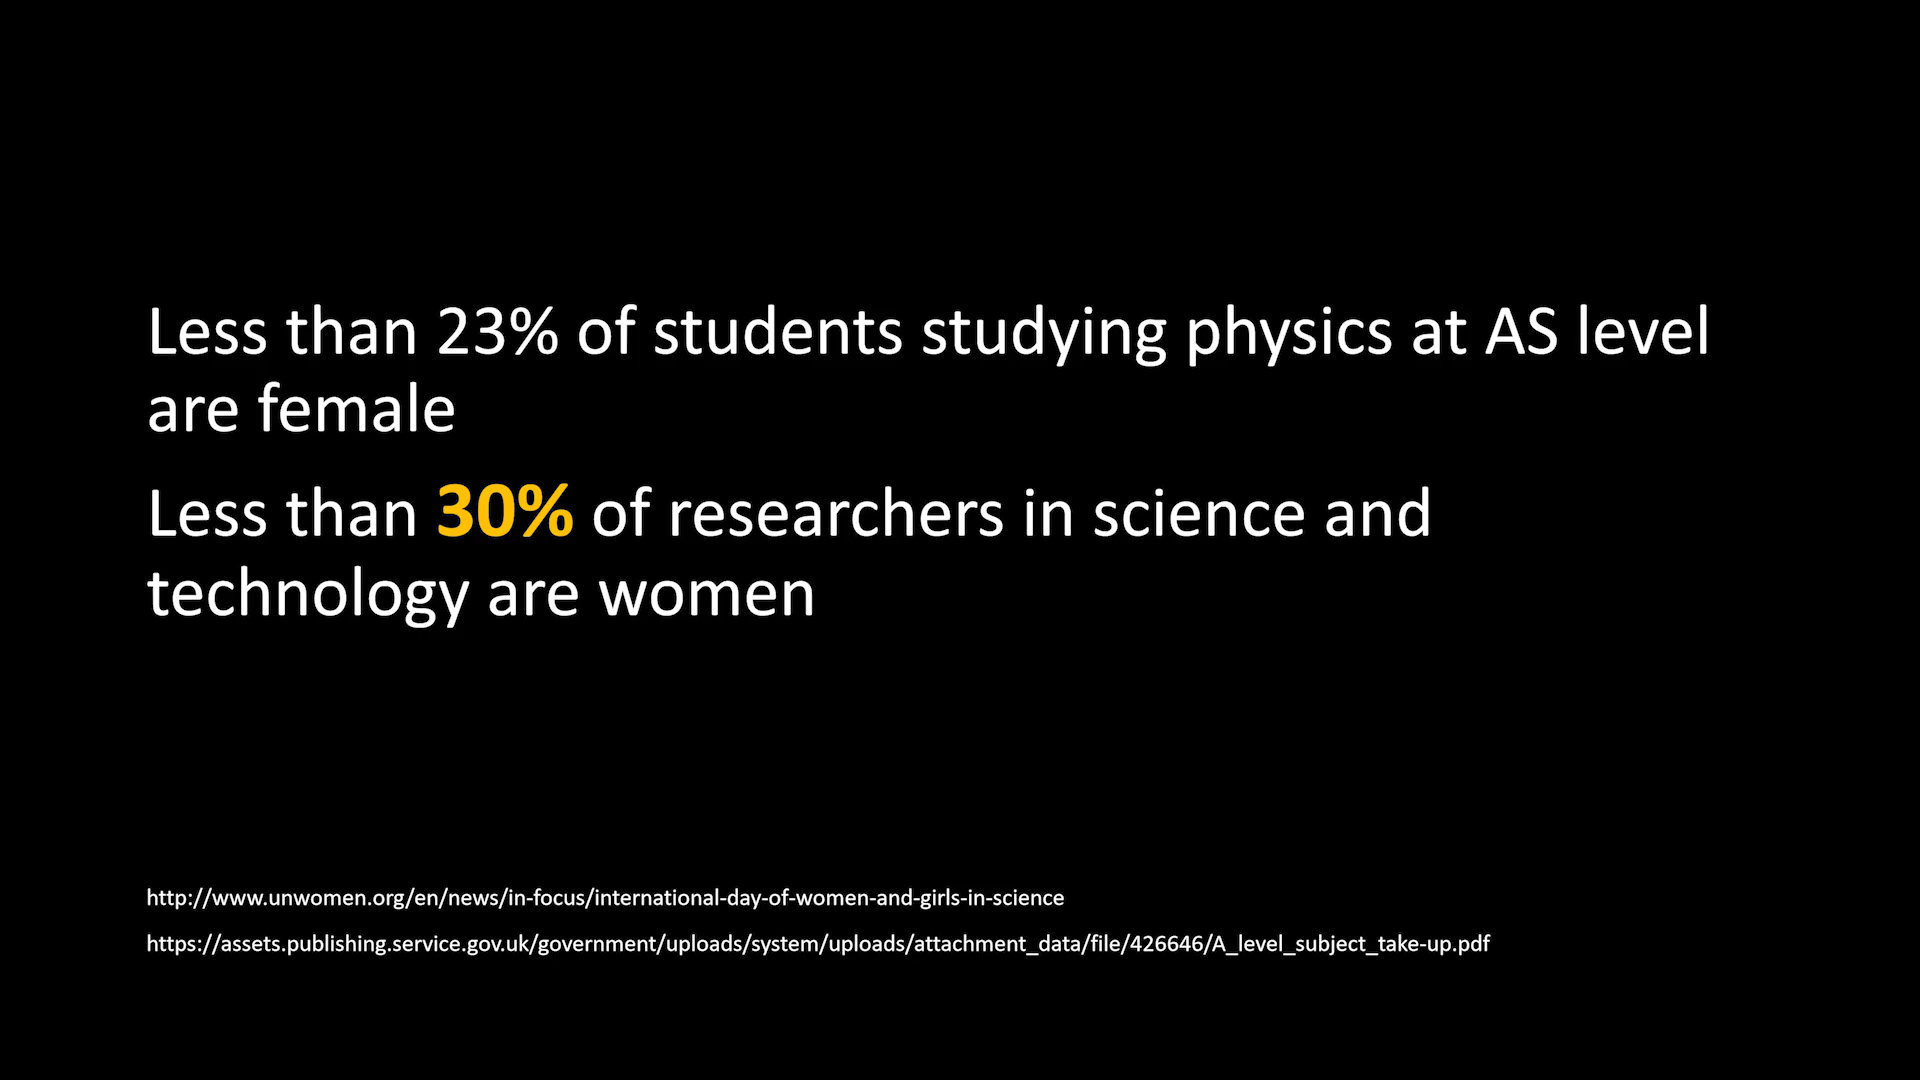 Less than 23% of students studying physics at AS level
are female
Less than 30% of researchers in science and
technology are women
http://www.unwomen.org/en/news/in-focus/international-day-of-women-and-girls-in-science
https://assets.publishing.service.gov.uk/government/uploads/system/uploads/attachment_data/file/426646/A_level_subject_take-up.pdf